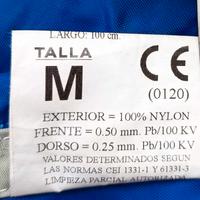 LARGO: 100 cm.
TALLA
M CE
(0120)
EXTERIOR = 100% NYLON
FRENTE = 0.50 mm. Pb/100 KV
DORSO = 0.25 mm. Pb/100 KV
VALORES DETERMINADOS SEGUN
LAS NORMAS CEI 1331-1 Y 61331-3
LIMPIEZA PARCIAL AUTORIZADA